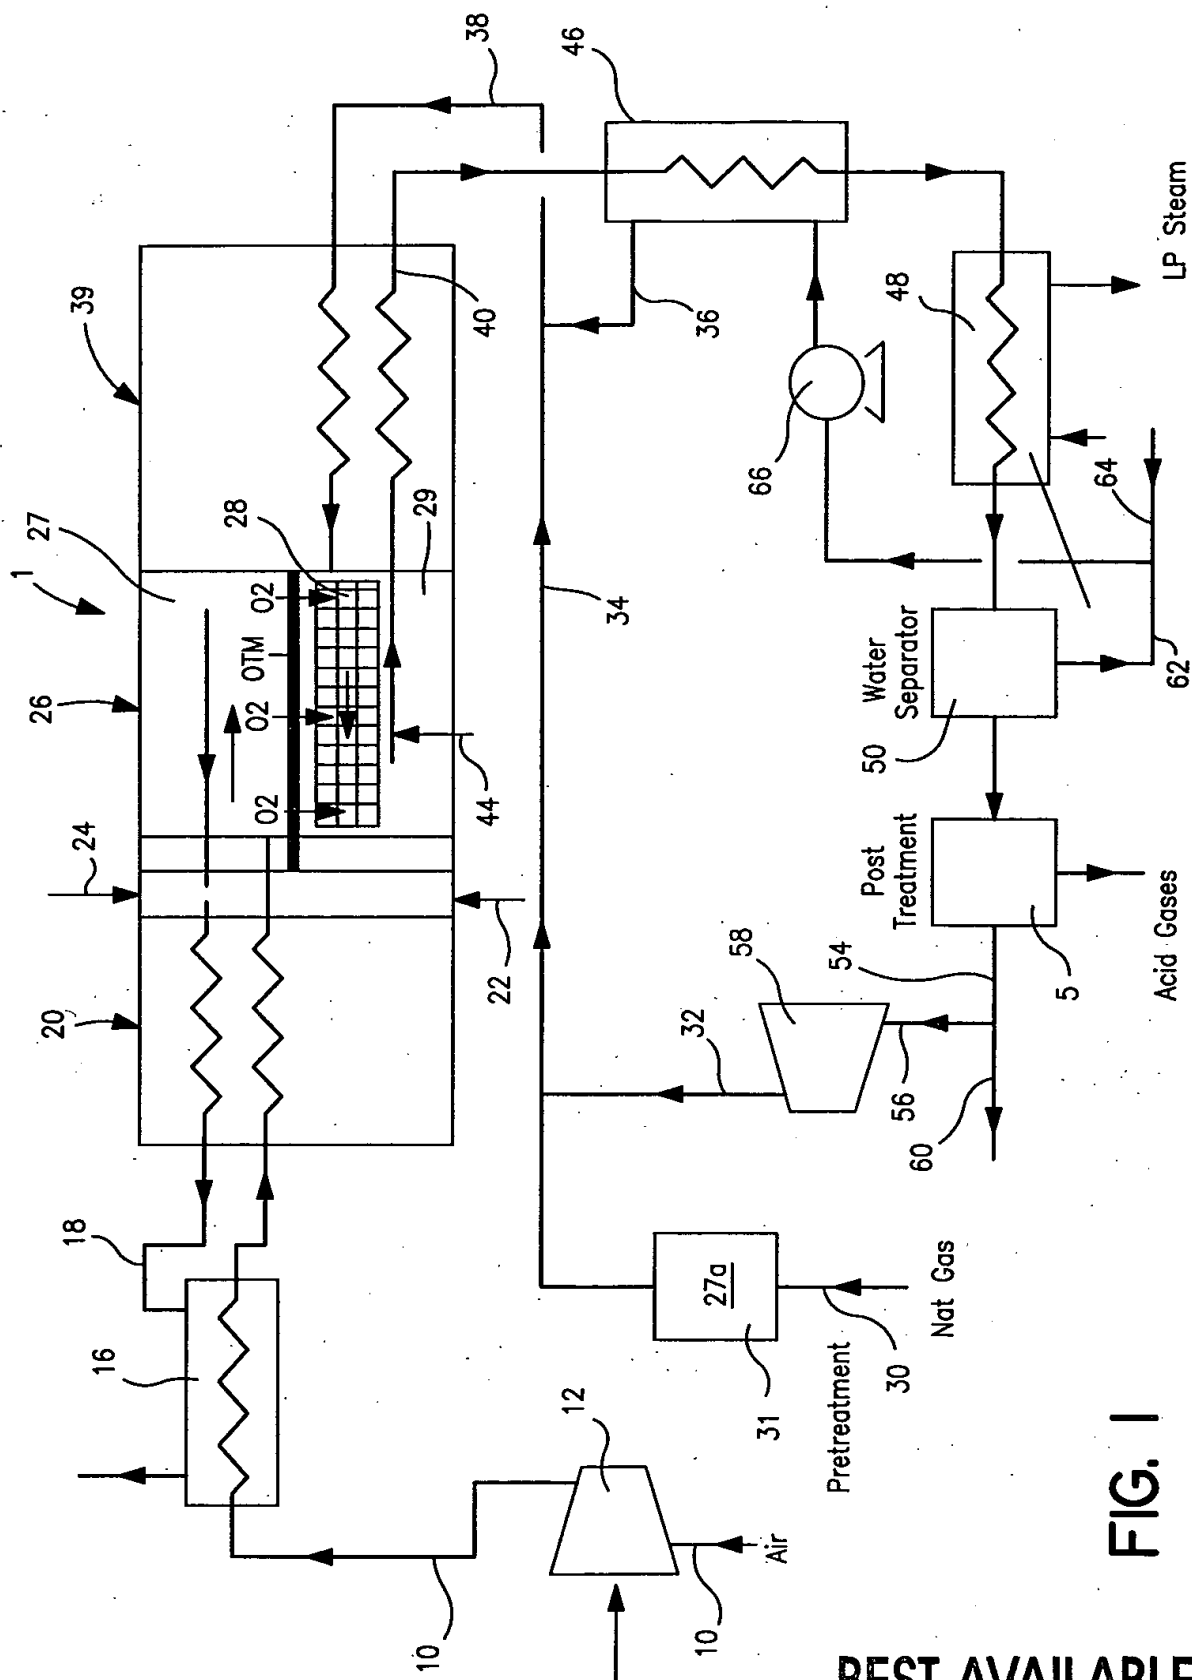 1
20
26
27
18
24
39
16
O2
O2
OTM
O2
28
10
29
22
44
40
38
12
46
34
10
32
36
27a
31
58
66
Air
Pretreatment
54
Post
Treatment
50
Water
Separator
30
56
48
60
Nat Gas
5
64
FIG. 1
Acid Gases
62
LP Steam
BEST AVAILABLE